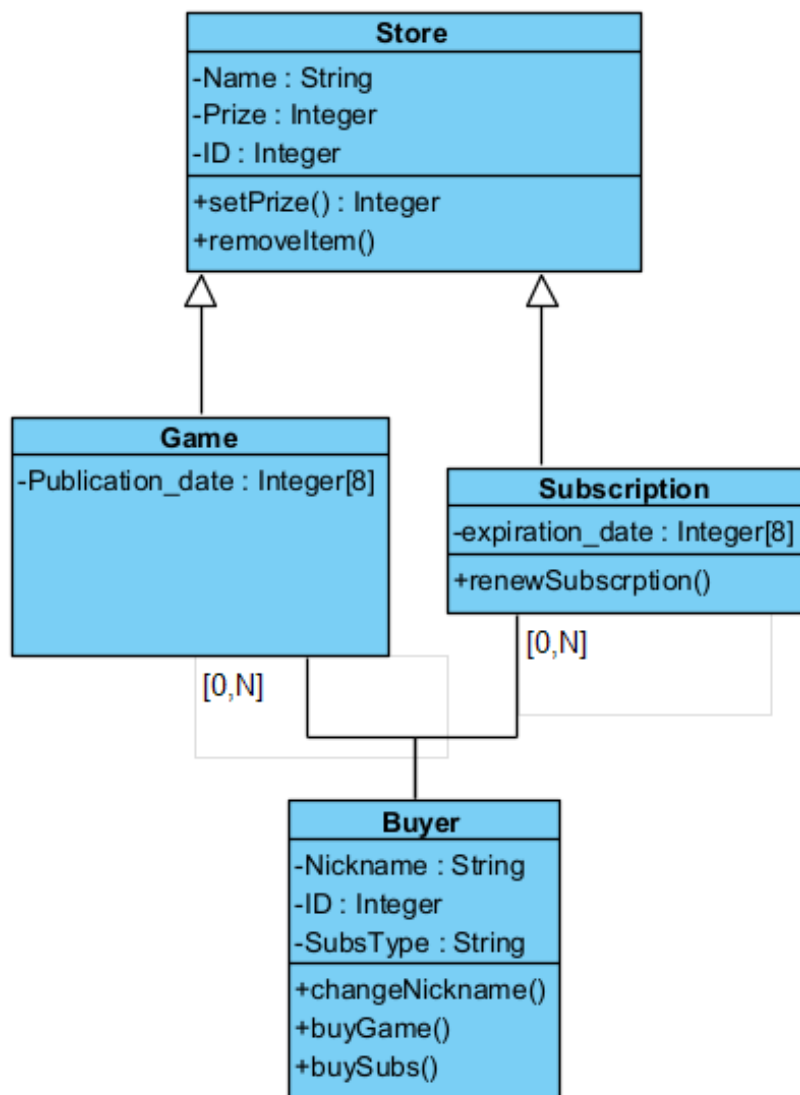 Store
-Name : String
-Prize : Integer
-ID : Integer
+setPrize() : Integer
+removeItem()
Game
-Publication_date : Integer[8]
Subscription
-expiration_date : Integer[8]
+renewSubscrption()
[0,N]
[0,N]
Buyer
-Nickname : String
-ID : Integer
-SubsType : String
+changeNickname()
+buyGame()
+buySubs()